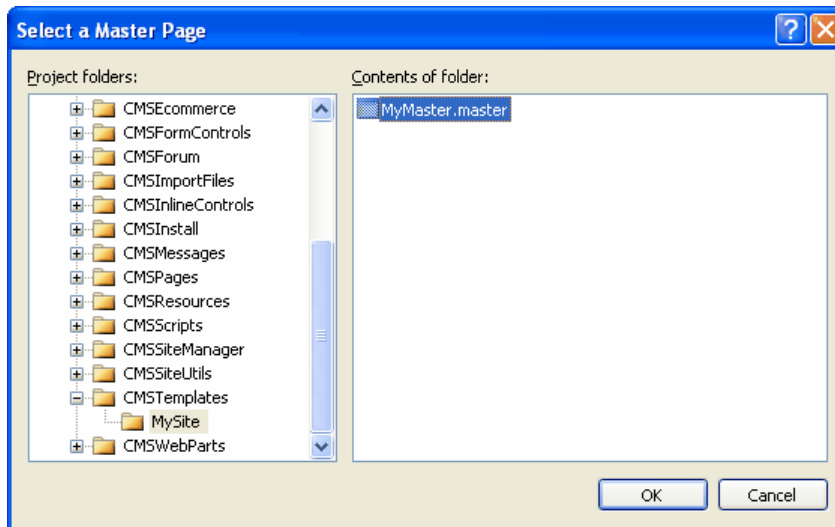 Select a Master Page
Project folders:
CMSEcommerce
CMSFormControls
CMSForum
CMSImportFiles
CMSInlineControls
CMSInstall
CMSMessages
CMSPages
CMSResources
CMSScripts
CMSSiteManager
CMSSiteUtils
CMSTemplates
MySite
CMSWebParts
Contents of folder:
MyMaster.master
OK
Cancel